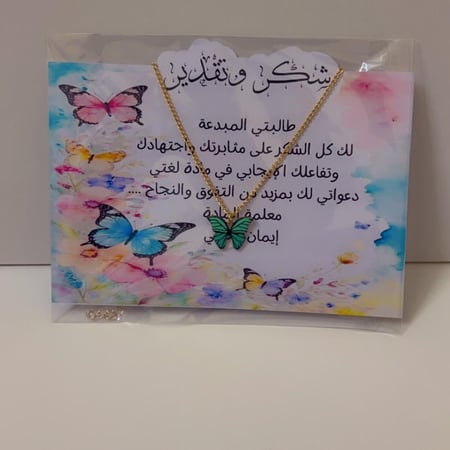 شكر وتقدير
طالبتي المبدعة
لك كل الشكر على مثابرتك واجتهادك
وتفاعلك الإيجابي في مادة لغتي
دعواتي لك بمزيد من التفوق والنجاح ....
معلمة المادة
إيمان